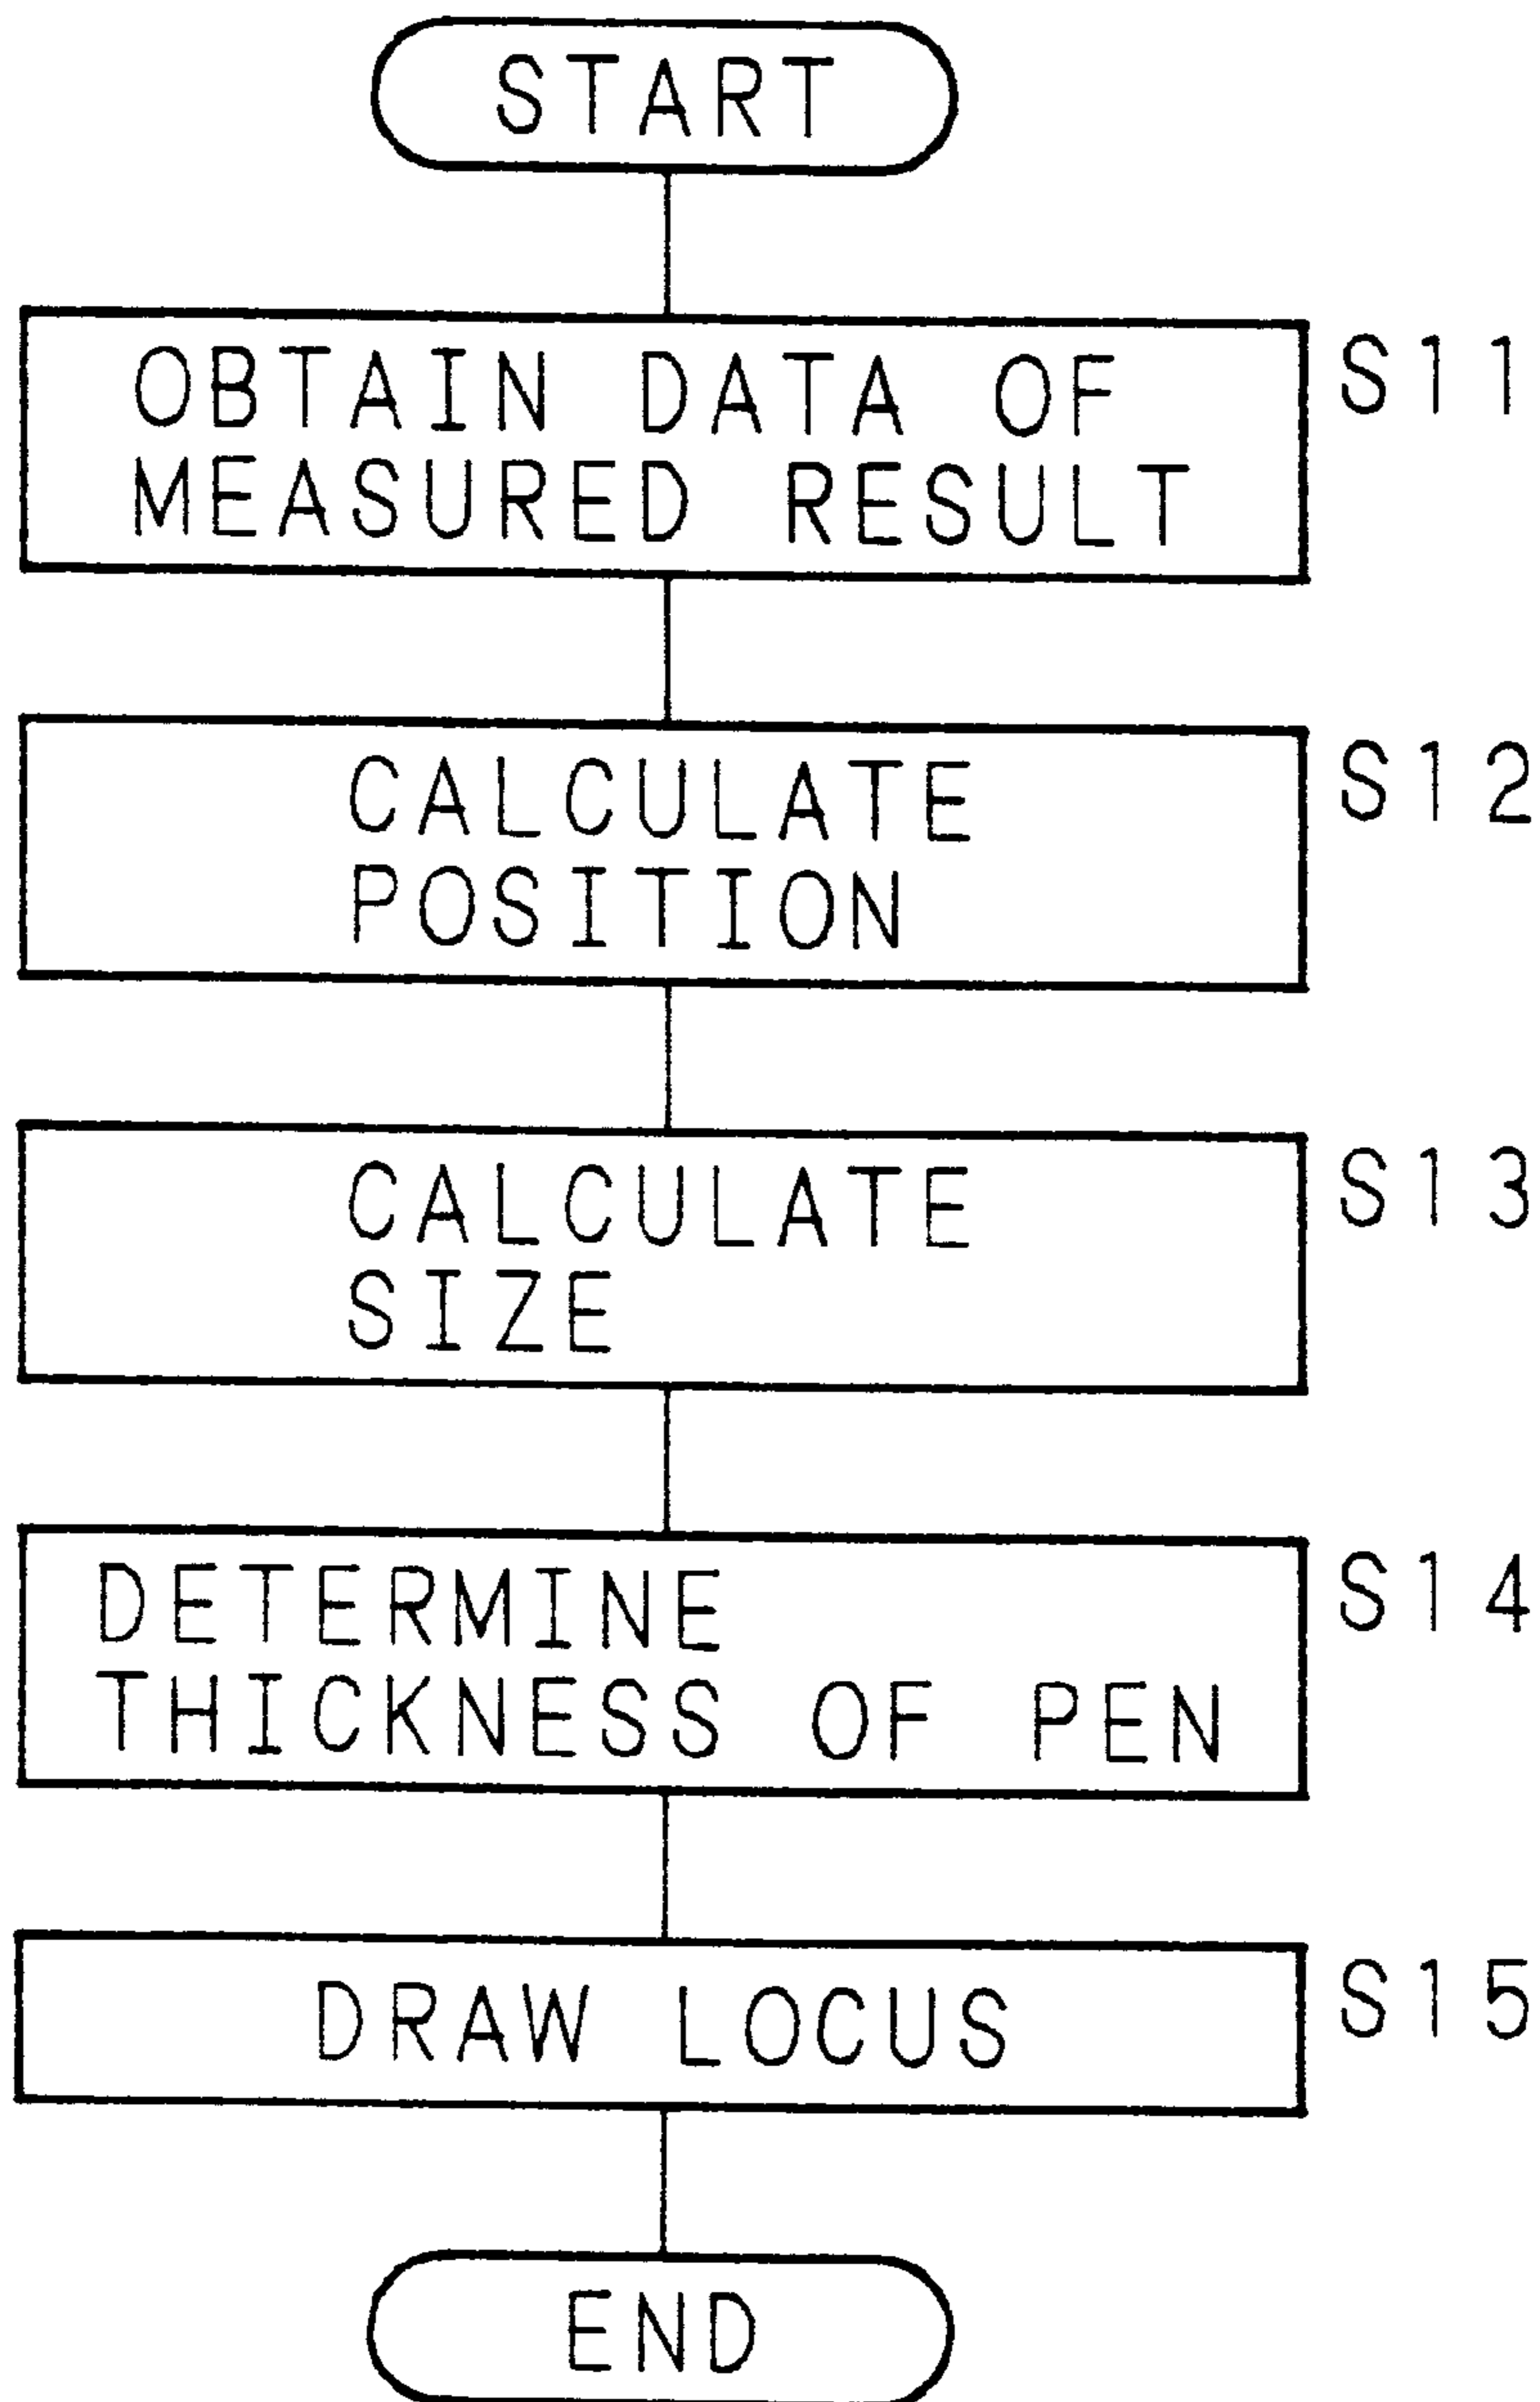 START
OBTAIN DATA OF
MEASURED RESULT
S11
CALCULATE
POSITION
S12
CALCULATE
SIZE
S13
DETERMINE
THICKNESS OF PEN
S14
DRAW LOCUS
S15
END